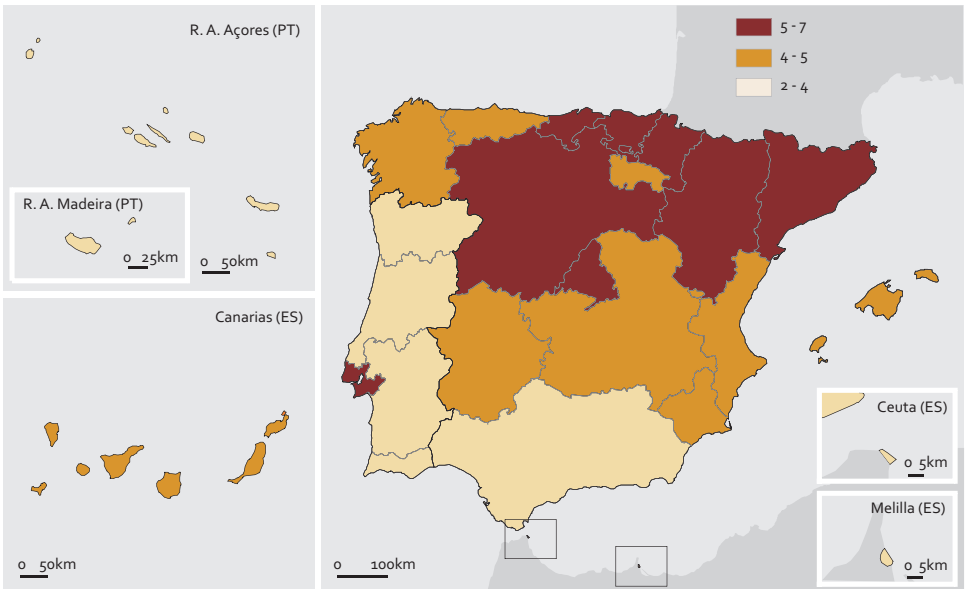 R. A. Açores (PT)
R. A. Madeira (PT)
0 25km
0 50km
Canarias (ES)
0 50km
5 - 7
4 - 5
2 - 4
0 100km
Ceuta (ES)
0 5km
Melilla (ES)
0 5km